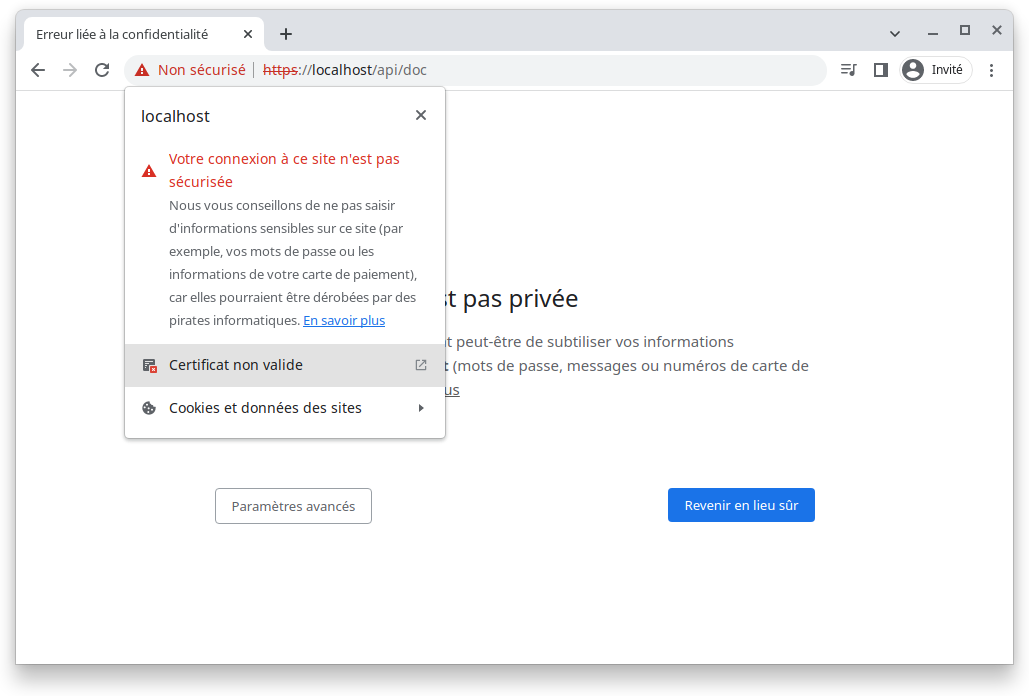 Erreur liée à la confidentialité
Non sécurisé
https://localhost/api/doc
Invité
localhost
Votre connexion à ce site n'est pas
sécurisée
Nous vous conseillons de ne pas saisir
d'informations sensibles sur ce site (par
exemple, vos mots de passe ou les
informations de votre carte de paiement),
car elles pourraient être dérobées par des
pirates informatiques. En savoir plus
Certificat non valide
Cookies et données des sites
pas privée
peut-être de subtiliser vos informations
(mots de passe, messages ou numéros de carte de
Paramètres avancés
Revenir en lieu sûr